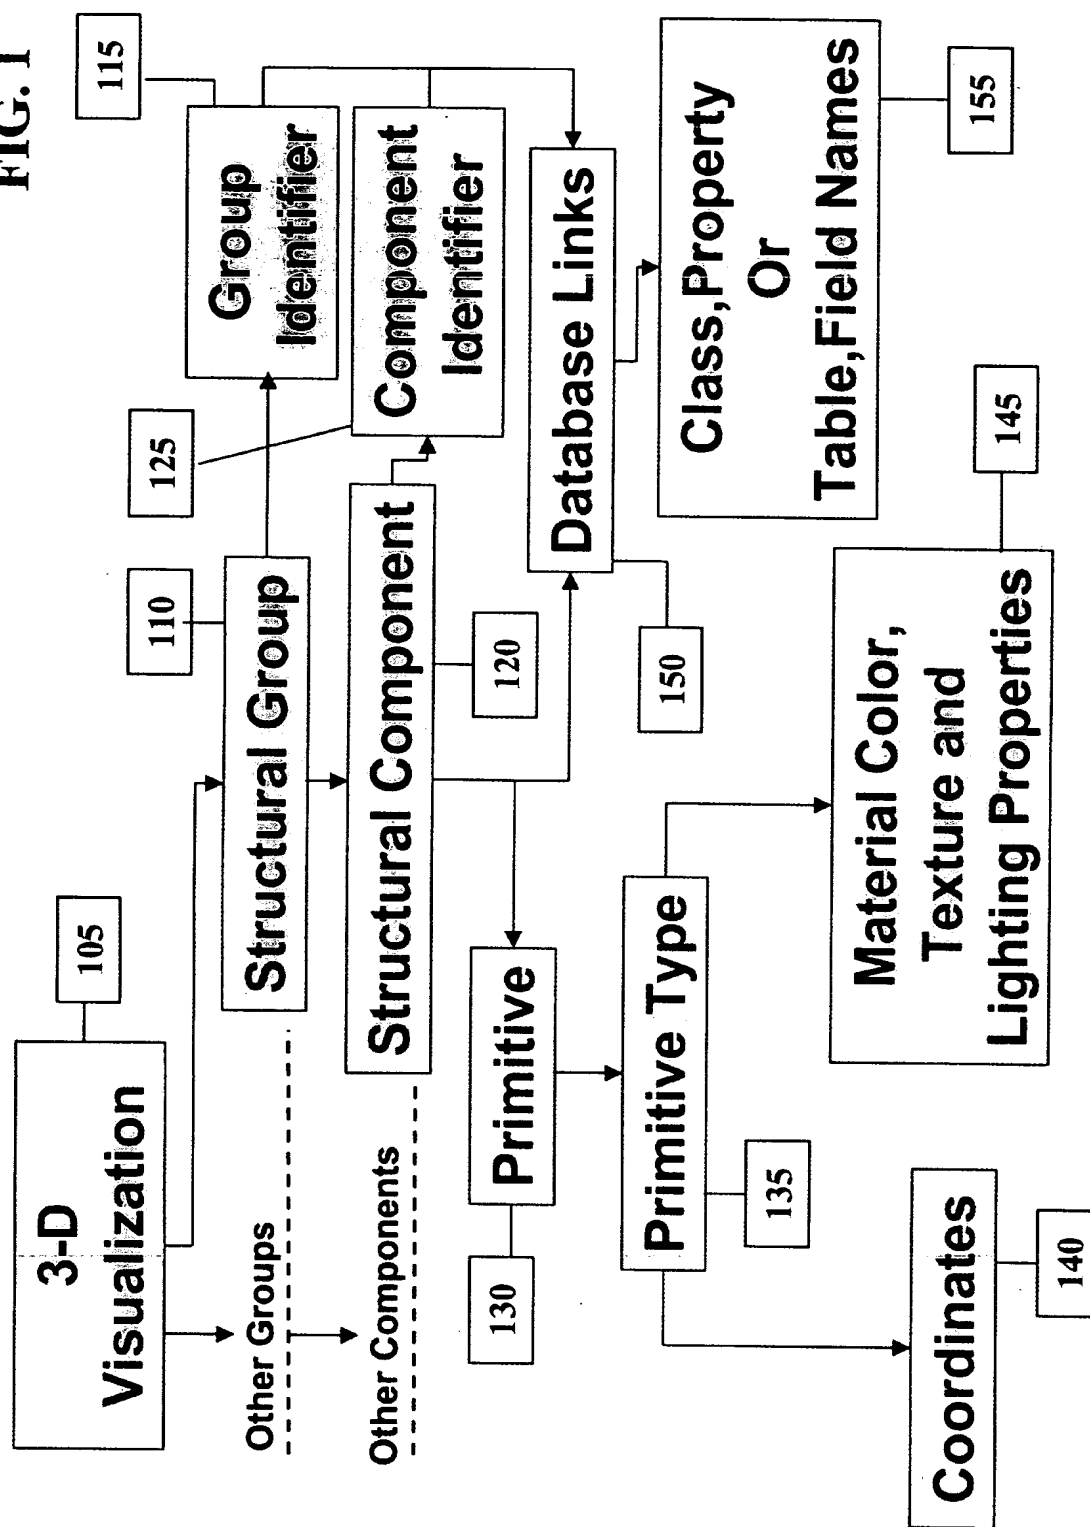 FIG. 1
3-D
Visualization
105
Other Groups
Other Components
Structural Group
110
Group
Identifier
115
Structural Component
120
Component
Identifier
125
Primitive
130
Primitive Type
135
Coordinates
140
Material Color,
Texture and
Lighting Properties
145
Database Links
150
Class,Property
Or
Table,Field Names
155